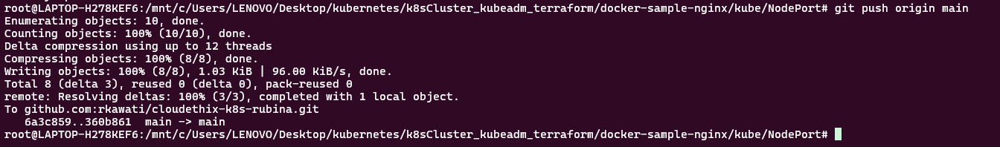 root@LAPTOP-H278KEF6:/mnt/c/Users/LENOVO/Desktop/kubernetes/k8sCluster_kubeadm_terraform/docker-sample-nginx/kube/NodePort# git push origin main
Enumerating objects: 10, done.
Counting objects: 100% (10/10), done.
Delta compression using up to 12 threads
Compressing objects: 100% (8/8), done.
Writing objects: 100% (8/8), 1.03 KiB | 96.00 KiB/s, done.
Total 8 (delta 3), reused 0 (delta 0), pack-reused 0
remote: Resolving deltas: 100% (3/3), completed with 1 local object.
To github.com:rkawati/cloudethix-k8s-rubina.git
   6a3c859..360b861  main -> main
root@LAPTOP-H278KEF6:/mnt/c/Users/LENOVO/Desktop/kubernetes/k8sCluster_kubeadm_terraform/docker-sample-nginx/kube/NodePort#